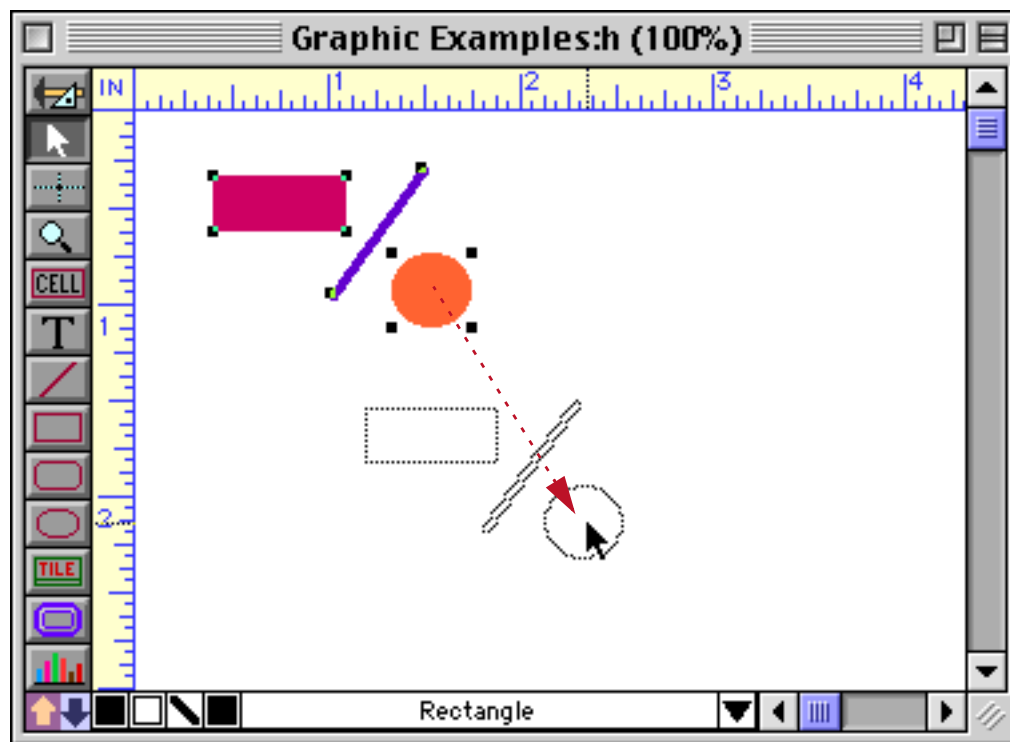 Graphic Examples:h (100%)
IN 1 2 3 4
CELL
T
1
2
TILE
Rectangle